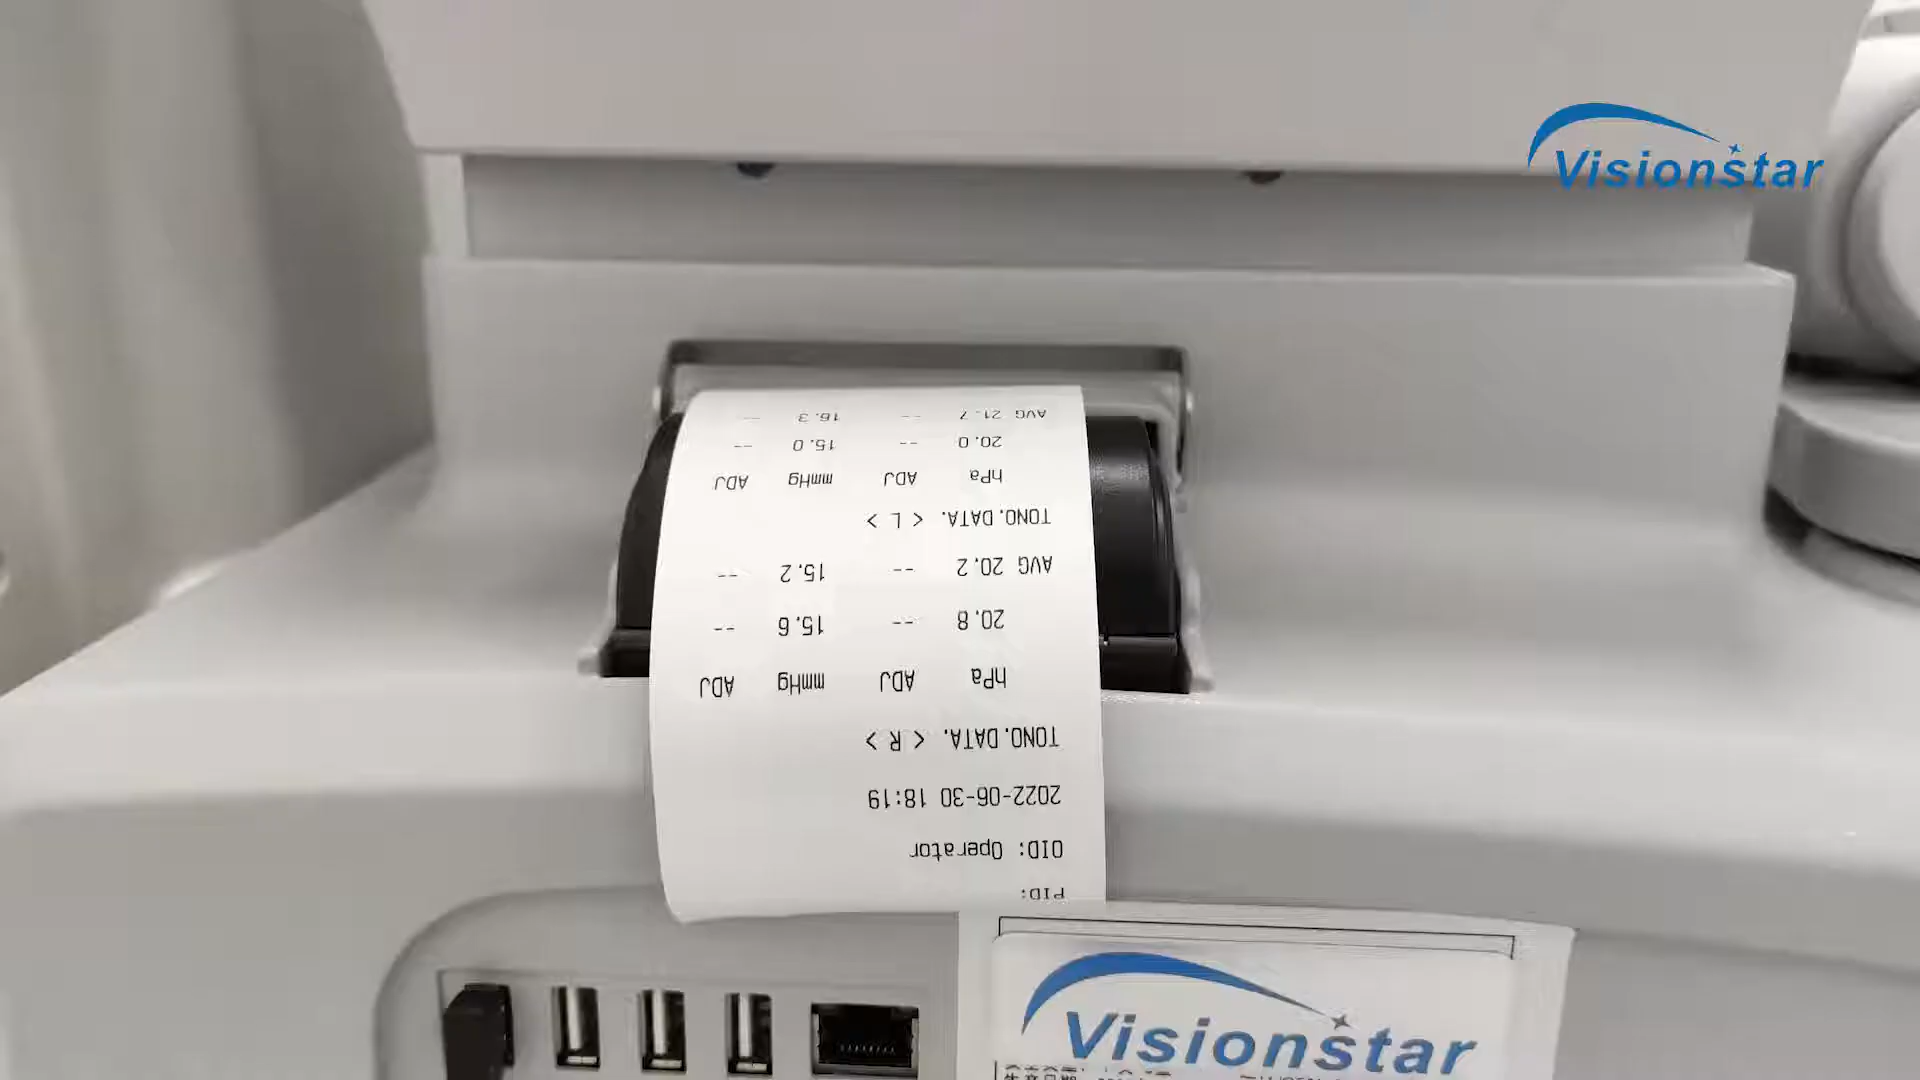 Visionstar
PID:
OID: Operator
2022-06-30 18:19
TONO.DATA. < R >
hPa ADJ mmHg ADJ
20.8 -- 15.6 --
AVG 20.2 -- 15.2 --
TONO.DATA. < L >
hPa ADJ mmHg ADJ
20.0 -- 15.0 --
AVG 21.7 -- 16.3 --
Visionstar